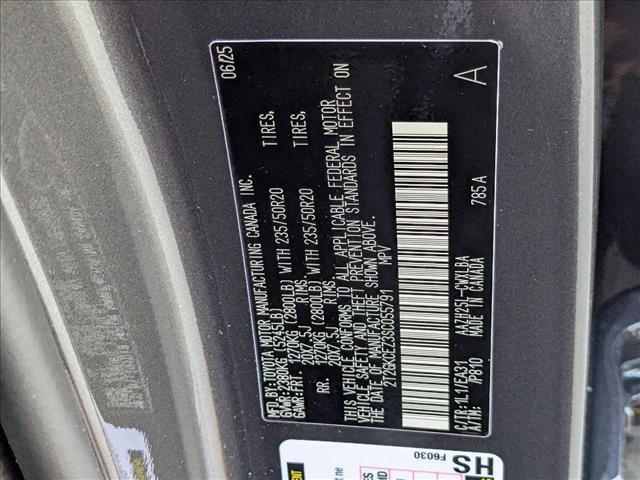 MFD.BY:TOYOTA MOTOR MANUFACTURING CANADA INC. 06/25
GVWR:2380KG(5245LB)
GAWR:FRT. 1270KG(2800LB) WITH 235/50R20 TIRES,
20X7.5J RIMS,
RR. 1270KG(2800LB) WITH 235/50R20 TIRES,
20X7.5J RIMS
THIS VEHICLE CONFORMS TO ALL APPLICABLE FEDERAL MOTOR
VEHICLE SAFETY AND THEFT PREVENTION STANDARDS IN EFFECT ON
THE DATE OF MANUFACTURE SHOWN ABOVE.
MPV
C/TR:1L1/EA31 AAZH25L-CWXLBA 785A
A/TM: /P810 MADE IN CANADA A
HS
F6030